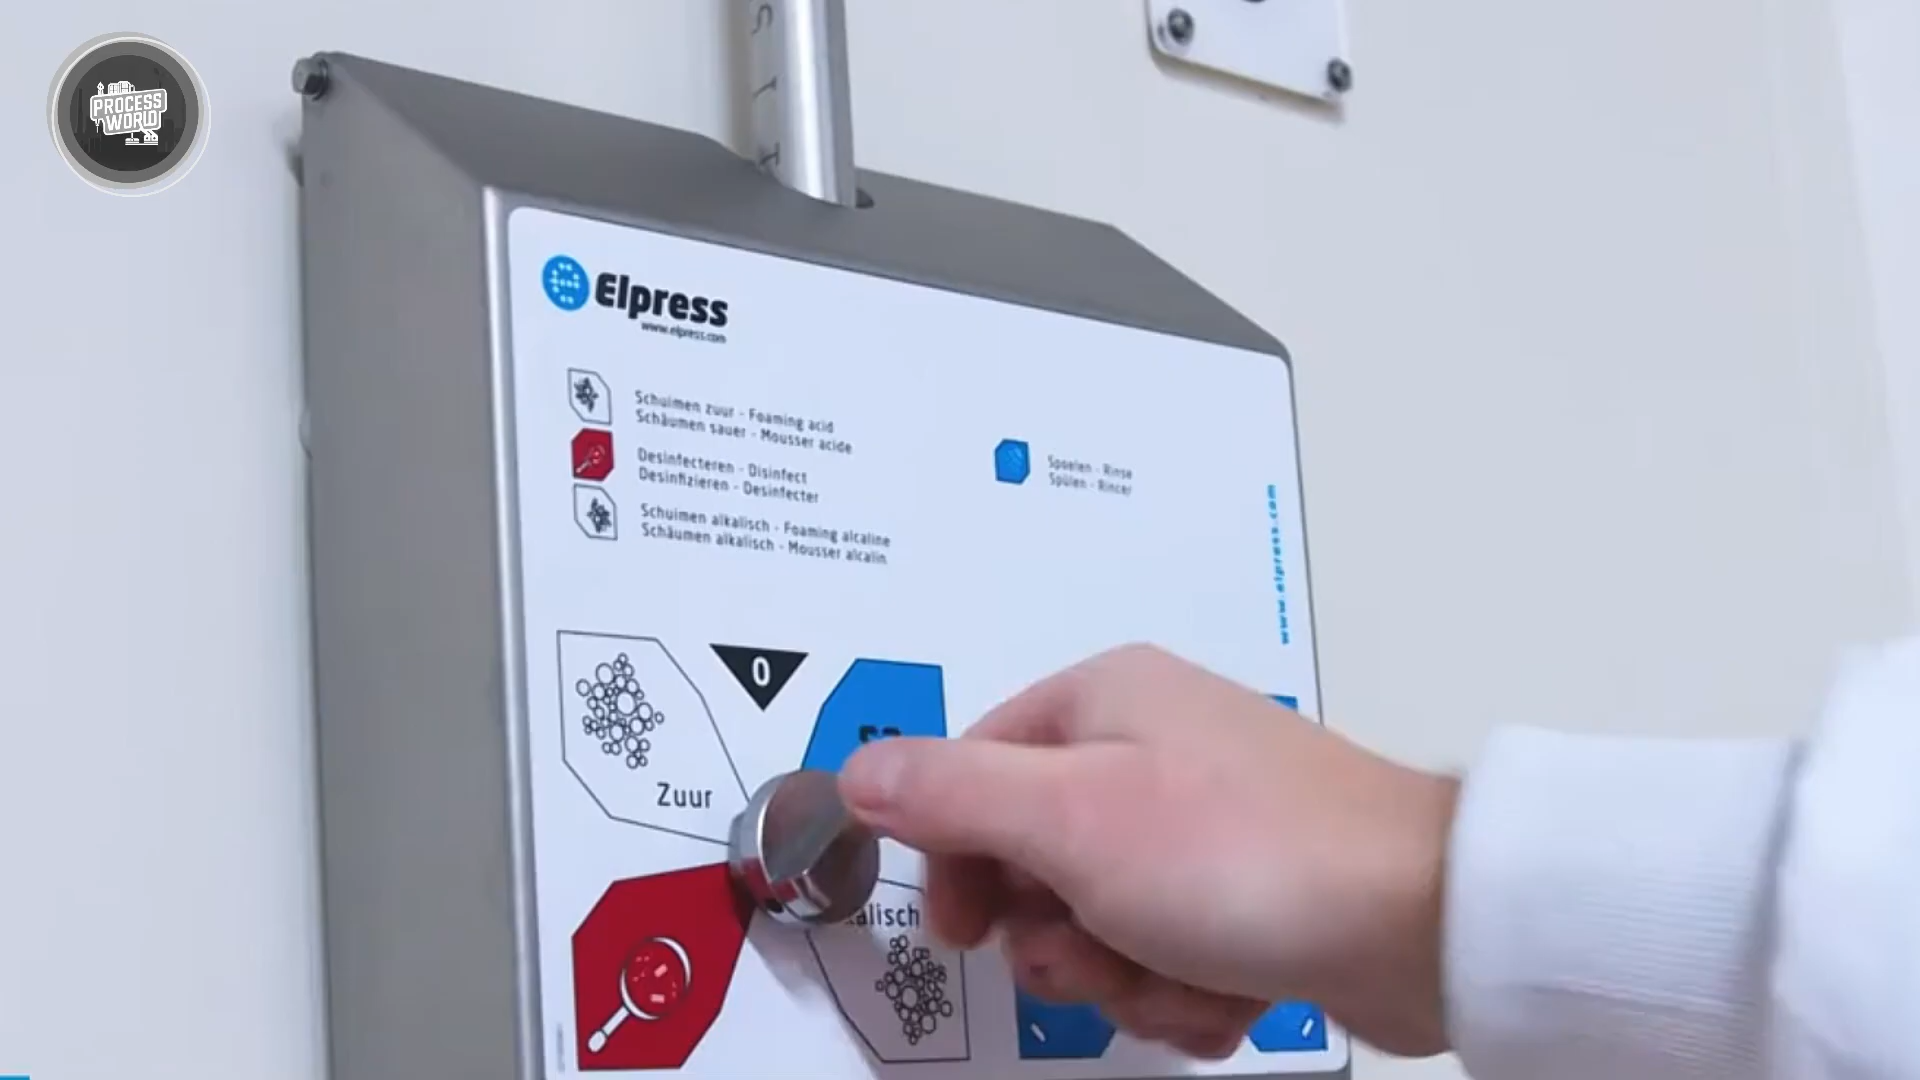 PROCESS
WORLD
Elpress
www.elpress.com
Schuimen zuur - Foaming acid
Schäumen sauer - Mousser acide
Desinfecteren - Disinfect
Desinfizieren - Desinfecter
Schuimen alkalisch - Foaming alcaline
Schäumen alkalisch - Mousser alcalin
Spoelen - Rinse
Spülen - Rincer
www.elpress.com
0
Zuur